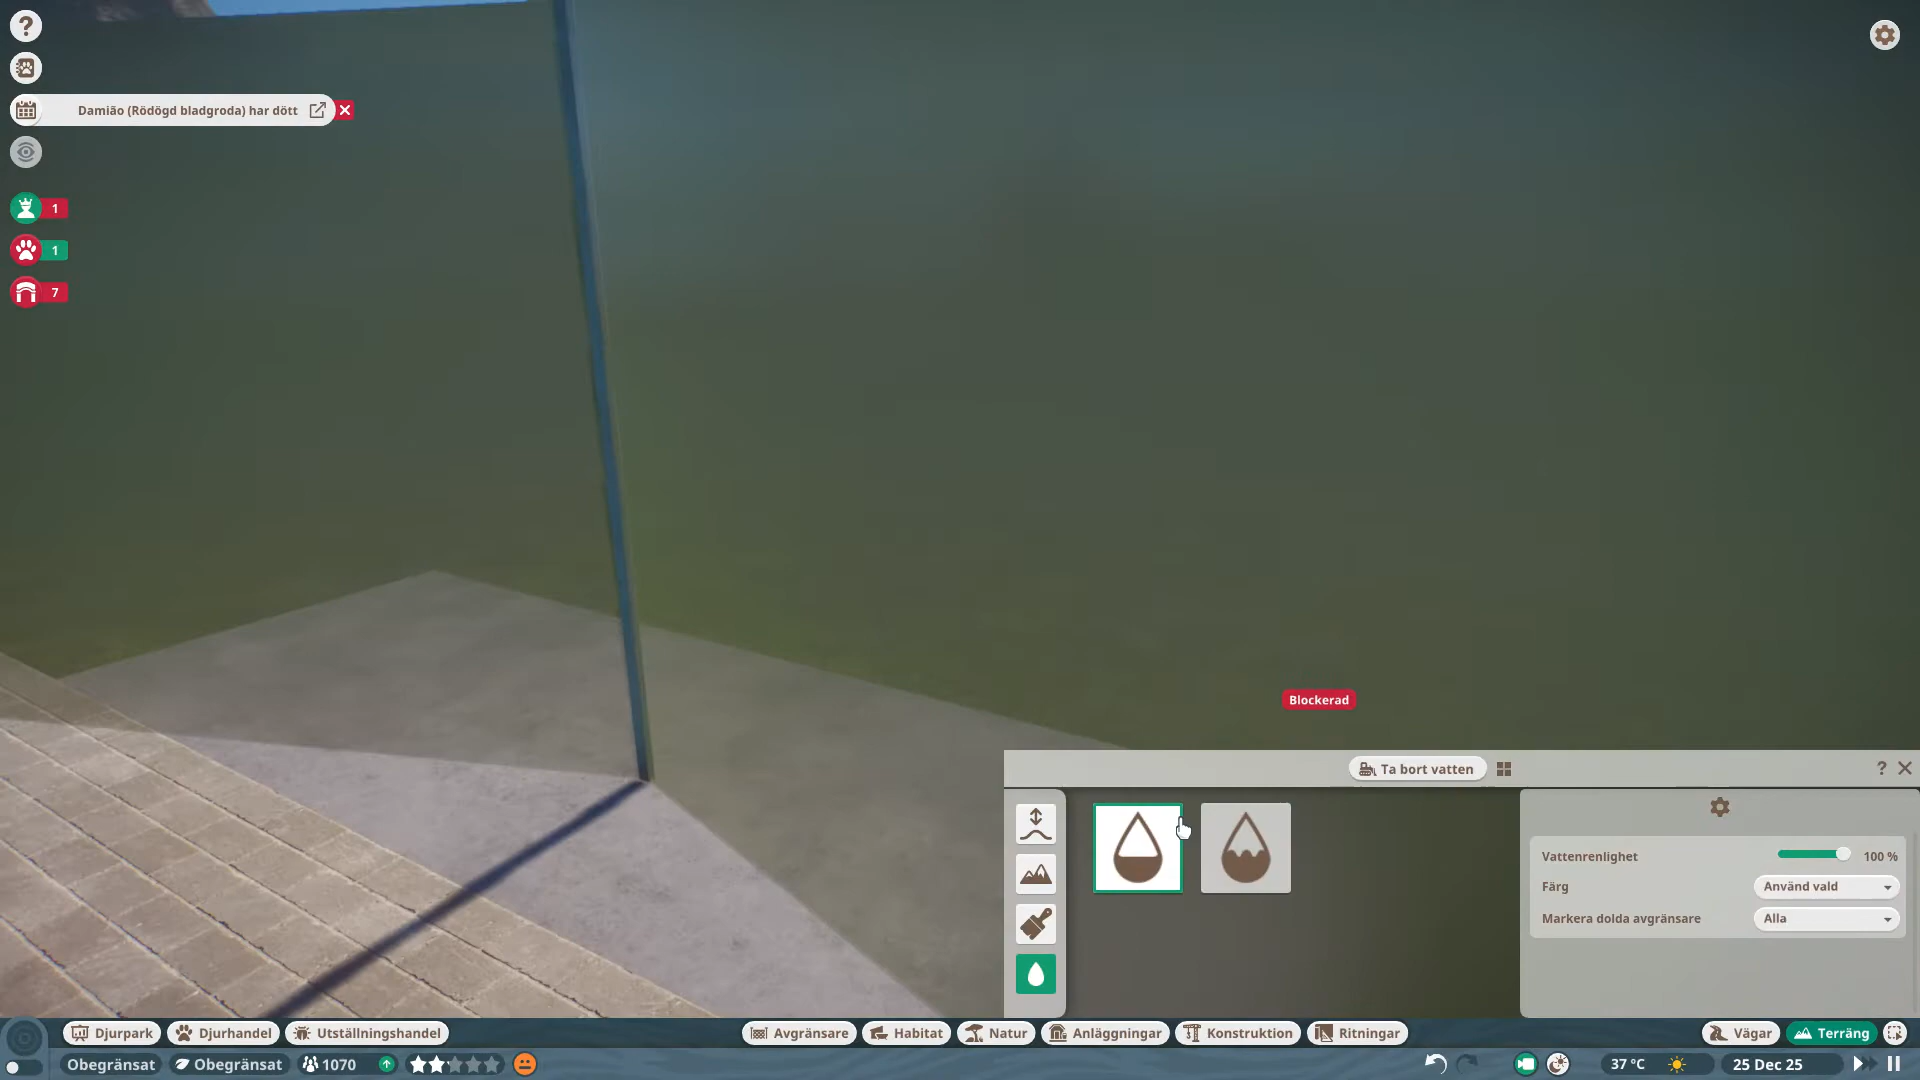 ?
Damião (Rödögd bladgroda) har dött
1
1
7
Blockerad
Ta bort vatten
?
Vattenrenlighet
100 %
Färg
Använd vald
Markera dolda avgränsare
Alla
Djurpark
Djurhandel
Utställningshandel
Avgränsare
Habitat
Natur
Anläggningar
Konstruktion
Ritningar
Vägar
Terräng
Obegränsat
Obegränsat
1070
37 °C
25 Dec 25